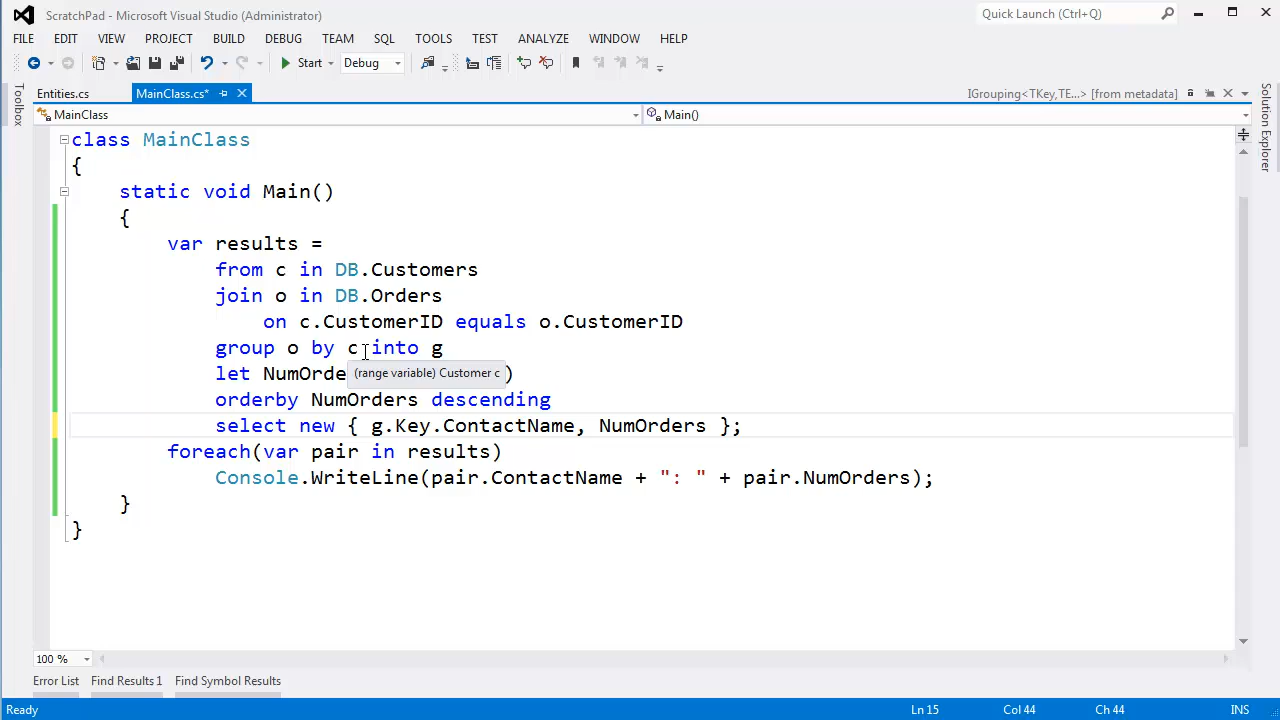 ScratchPad - Microsoft Visual Studio (Administrator)
Quick Launch (Ctrl+Q)
FILE EDIT VIEW PROJECT BUILD DEBUG TEAM SQL TOOLS TEST ANALYZE WINDOW HELP
Start Debug
Toolbox
Entities.cs MainClass.cs* IGrouping<TKey,TE...> [from metadata]
Solution Explorer
MainClass Main()
class MainClass
{
static void Main()
{
var results =
from c in DB.Customers
join o in DB.Orders
on c.CustomerID equals o.CustomerID
group o by c into g
let NumOrde )
(range variable) Customer c
orderby NumOrders descending
select new { g.Key.ContactName, NumOrders };
foreach(var pair in results)
Console.WriteLine(pair.ContactName + ": " + pair.NumOrders);
}
}
100 %
Error List Find Results 1 Find Symbol Results
Ready Ln 15 Col 44 Ch 44 INS